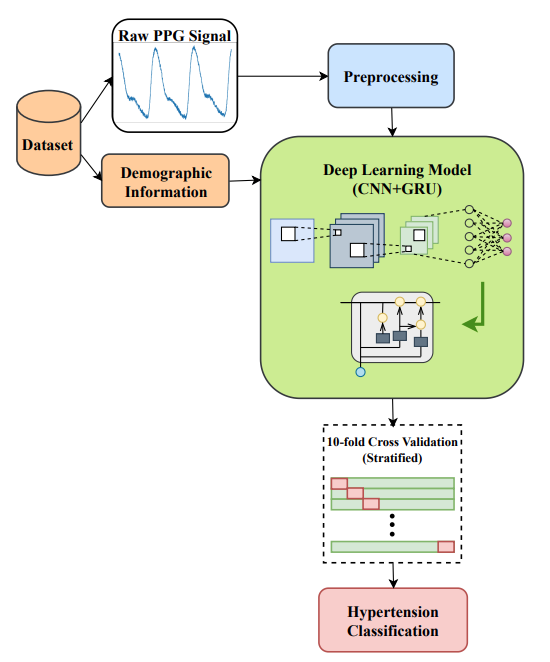 Raw PPG Signal
Preprocessing
Dataset
Demographic
Information
Deep Learning Model
(CNN+GRU)
10-fold Cross Validation
(Stratified)
Hypertension
Classification